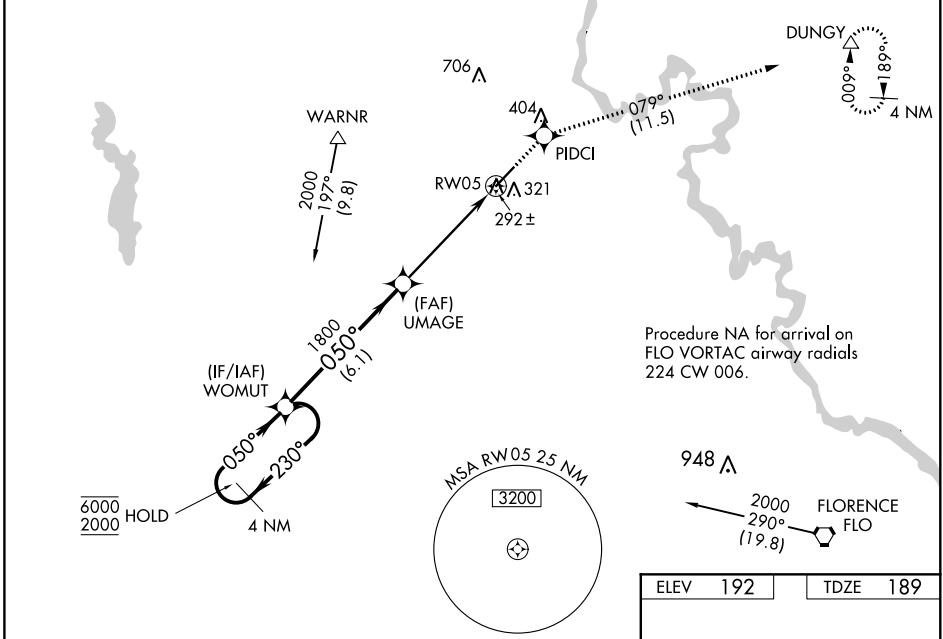 DUNGY
009°
189°
4 NM
706
404
079°
(11.5)
PIDCI
WARNR
2000
197°
(9.8)
RW05
321
292±
(FAF)
UMAGE
1800
050°
(6.1)
Procedure NA for arrival on
FLO VORTAC airway radials
224 CW 006.
(IF/IAF)
WOMUT
050°
230°
6000
2000
HOLD
4 NM
MSA RW05 25 NM
3200
948
2000
290°
(19.8)
FLORENCE
FLO
ELEV 192
TDZE 189